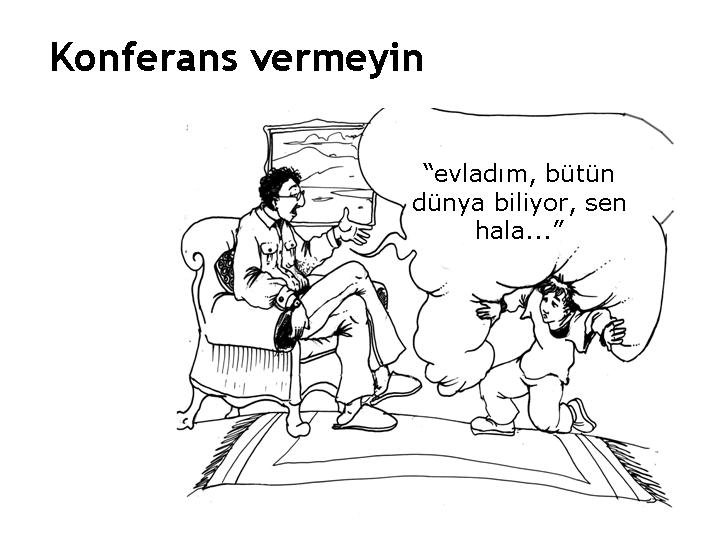 Konferans vermeyin
“evladım, bütün
dünya biliyor, sen
hala...”